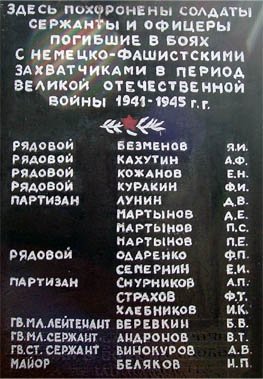 ЗДЕСЬ ПОХОРОНЕНЫ СОЛДАТЫ
СЕРЖАНТЫ И ОФИЦЕРЫ
ПОГИБШИЕ В БОЯХ
С НЕМЕЦКО-ФАШИСТСКИМИ
ЗАХВАТЧИКАМИ В ПЕРИОД
ВЕЛИКОЙ ОТЕЧЕСТВЕННОЙ
ВОЙНЫ 1941-1945 г.г.
РЯДОВОЙ БЕЗМЕНОВ Я.И.
РЯДОВОЙ КАХУТИН А.Ф.
РЯДОВОЙ КОЖАНОВ Е.Н.
РЯДОВОЙ КУРАКИН Ф.И.
ПАРТИЗАН ЛУНИН Д.В.
МАРТЫНОВ Д.Е.
МАРТЫНОВ П.С.
МАРТЫНОВ П.Е.
РЯДОВОЙ ОДАРЕНКО Ф.П.
СЕМЕРНИН Е.И.
ПАРТИЗАН СНУРНИКОВ А.П.
СТРАХОВ Ф.Т.
ХЛЕБНИКОВ И.К.
ГВ.МЛ.ЛЕЙТЕНАНТ ВЕРЕВКИН Б.В.
ГВ.МЛ.СЕРЖАНТ АНДРОНОВ В.Т.
ГВ.СТ.СЕРЖАНТ ВИНОКУРОВ А.В.
МАЙОР БЕЛЯКОВ Н.П.